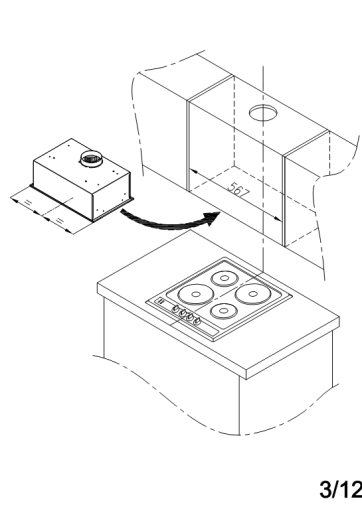 567
=
=
3/12